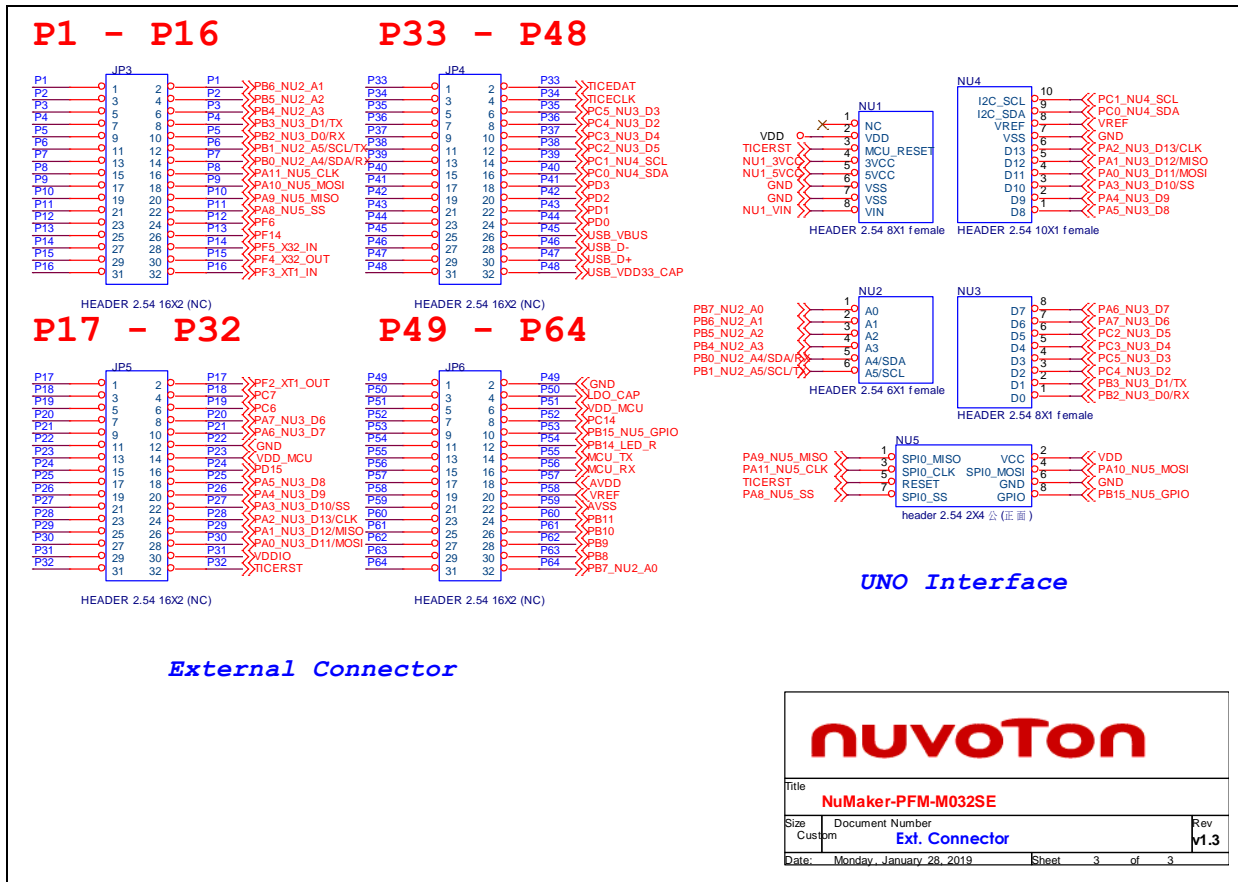 P1 - P16
P33 - P48
JP3
P1 1 2 P1 PB6_NU2_A1
P2 3 4 P2 PB5_NU2_A2
P3 5 6 P3 PB4_NU2_A3
P4 7 8 P4 PB3_NU3_D1/TX
P5 9 10 P5 PB2_NU3_D0/RX
P6 11 12 P6 PB1_NU2_A5/SCL/TX
P7 13 14 P7 PB0_NU2_A4/SDA/RX
P8 15 16 P8 PA11_NU5_CLK
P9 17 18 P9 PA10_NU5_MOSI
P10 19 20 P10 PA9_NU5_MISO
P11 21 22 P11 PA8_NU5_SS
P12 23 24 P12 PF6
P13 25 26 P13 PF14
P14 27 28 P14 PF5_X32_IN
P15 29 30 P15 PF4_X32_OUT
P16 31 32 P16 PF3_XT1_IN
HEADER 2.54 16X2 (NC)
JP4
P33 1 2 P33 TICEDAT
P34 3 4 P34 TICECLK
P35 5 6 P35 PC5_NU3_D3
P36 7 8 P36 PC4_NU3_D2
P37 9 10 P37 PC3_NU3_D4
P38 11 12 P38 PC2_NU3_D5
P39 13 14 P39 PC1_NU4_SCL
P40 15 16 P40 PC0_NU4_SDA
P41 17 18 P41 PD3
P42 19 20 P42 PD2
P43 21 22 P43 PD1
P44 23 24 P44 PD0
P45 25 26 P45 USB_VBUS
P46 27 28 P46 USB_D-
P47 29 30 P47 USB_D+
P48 31 32 P48 USB_VDD33_CAP
HEADER 2.54 16X2 (NC)
P17 - P32
P49 - P64
JP5
P17 1 2 P17 PF2_XT1_OUT
P18 3 4 P18 PC7
P19 5 6 P19 PC6
P20 7 8 P20 PA7_NU3_D6
P21 9 10 P21 PA6_NU3_D7
P22 11 12 P22 GND
P23 13 14 P23 VDD_MCU
P24 15 16 P24 PD15
P25 17 18 P25 PA5_NU3_D8
P26 19 20 P26 PA4_NU3_D9
P27 21 22 P27 PA3_NU3_D10/SS
P28 23 24 P28 PA2_NU3_D13/CLK
P29 25 26 P29 PA1_NU3_D12/MISO
P30 27 28 P30 PA0_NU3_D11/MOSI
P31 29 30 P31 VDDIO
P32 31 32 P32 TICERST
HEADER 2.54 16X2 (NC)
JP6
P49 1 2 P49 GND
P50 3 4 P50 LDO_CAP
P51 5 6 P51 VDD_MCU
P52 7 8 P52 PC14
P53 9 10 P53 PB15_NU5_GPIO
P54 11 12 P54 PB14_LED_R
P55 13 14 P55 MCU_TX
P56 15 16 P56 MCU_RX
P57 17 18 P57 AVDD
P58 19 20 P58 VREF
P59 21 22 P59 AVSS
P60 23 24 P60 PB11
P61 25 26 P61 PB10
P62 27 28 P62 PB9
P63 29 30 P63 PB8
P64 31 32 P64 PB7_NU2_A0
HEADER 2.54 16X2 (NC)
External Connector
NU1
1 NC
VDD 2 VDD
TICERST 3 MCU_RESET
NU1_3VCC 4 3VCC
NU1_5VCC 5 5VCC
GND 6 VSS
GND 7 VSS
NU1_VIN 8 VIN
HEADER 2.54 8X1 female
NU4
I2C_SCL 10 PC1_NU4_SCL
I2C_SDA 9 PC0_NU4_SDA
VREF 8 VREF
VSS 7 GND
D13 6 PA2_NU3_D13/CLK
D12 5 PA1_NU3_D12/MISO
D11 4 PA0_NU3_D11/MOSI
D10 3 PA3_NU3_D10/SS
D9 2 PA4_NU3_D9
D8 1 PA5_NU3_D8
HEADER 2.54 10X1 female
NU2
PB7_NU2_A0 1 A0
PB6_NU2_A1 2 A1
PB5_NU2_A2 3 A2
PB4_NU2_A3 4 A3
PB0_NU2_A4/SDA/RX 5 A4/SDA
PB1_NU2_A5/SCL/TX 6 A5/SCL
HEADER 2.54 6X1 female
NU3
D7 8 PA6_NU3_D7
D6 7 PA7_NU3_D6
D5 6 PC2_NU3_D5
D4 5 PC3_NU3_D4
D3 4 PC5_NU3_D3
D2 3 PC4_NU3_D2
D1 2 PB3_NU3_D1/TX
D0 1 PB2_NU3_D0/RX
HEADER 2.54 8X1 female
NU5
PA9_NU5_MISO 1 SPI0_MISO VCC 2 VDD
PA11_NU5_CLK 3 SPI0_CLK SPI0_MOSI 4 PA10_NU5_MOSI
TICERST 5 RESET GND 6 GND
PA8_NU5_SS 7 SPI0_SS GPIO 8 PB15_NU5_GPIO
header 2.54 2X4 公 (正面)
UNO Interface
nuvoTon
Title
NuMaker-PFM-M032SE
Size Document Number Rev
Custom Ext. Connector v1.3
Date: Monday, January 28, 2019 Sheet 3 of 3